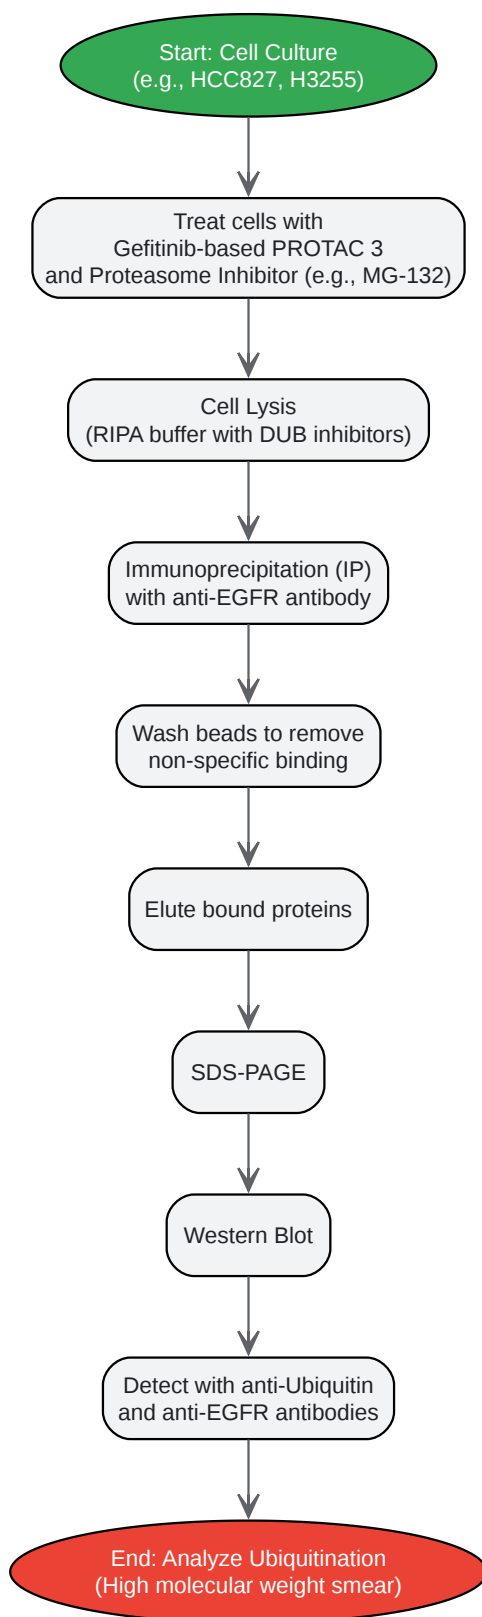 Start: Cell Culture
(e.g., HCC827, H3255)
Treat cells with
Gefitinib-based PROTAC 3
and Proteasome Inhibitor (e.g., MG-132)
Cell Lysis
(RIPA buffer with DUB inhibitors)
Immunoprecipitation (IP)
with anti-EGFR antibody
Wash beads to remove
non-specific binding
Elute bound proteins
SDS-PAGE
Western Blot
Detect with anti-Ubiquitin
and anti-EGFR antibodies
End: Analyze Ubiquitination
(High molecular weight smear)